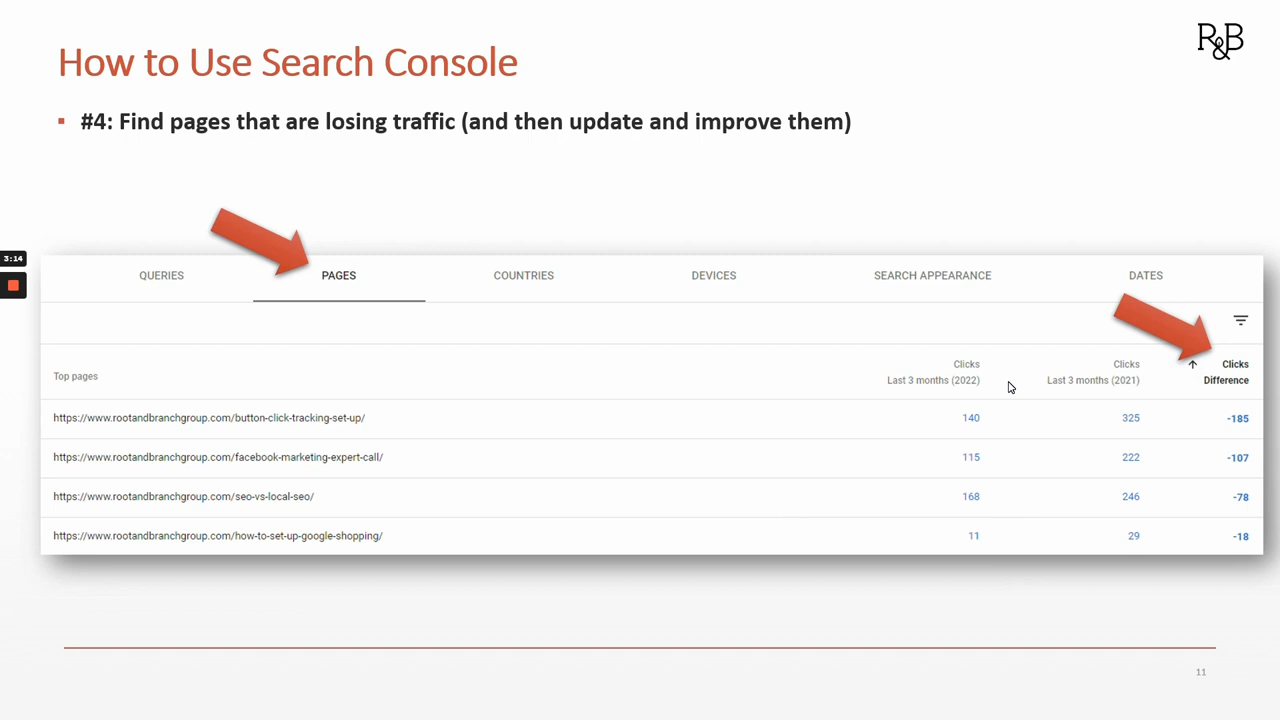 R&B
How to Use Search Console
#4: Find pages that are losing traffic (and then update and improve them)
3:14
QUERIES PAGES COUNTRIES DEVICES SEARCH APPEARANCE DATES
Top pages
Clicks
Last 3 months (2022)
Clicks
Last 3 months (2021)
Clicks
Difference
https://www.rootandbranchgroup.com/button-click-tracking-set-up/ 140 325 -185
https://www.rootandbranchgroup.com/facebook-marketing-expert-call/ 115 222 -107
https://www.rootandbranchgroup.com/seo-vs-local-seo/ 168 246 -78
https://www.rootandbranchgroup.com/how-to-set-up-google-shopping/ 11 29 -18
11